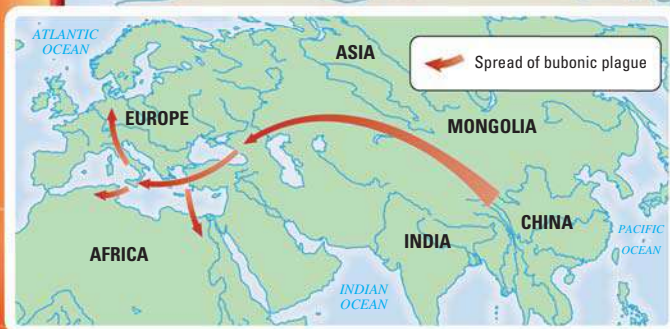 ATLANTIC
OCEAN
ASIA
Spread of bubonic plague
EUROPE
MONGOLIA
CHINA
PACIFIC
OCEAN
INDIA
AFRICA
INDIAN
OCEAN